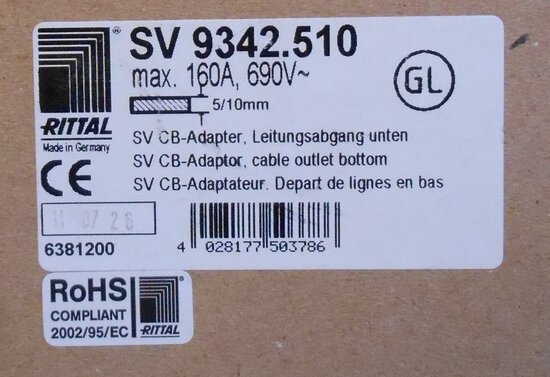 SV 9342.510
max. 160A, 690V~
5/10mm
GL
®
RITTAL
Made in Germany
SV CB-Adapter, Leitungsabgang unten
SV CB-Adaptor, cable outlet bottom
SV CB-Adaptateur. Depart de lignes en bas
CE
07 28
6381200
4 028177 503786
RoHS
COMPLIANT
2002/95/EC
RITTAL